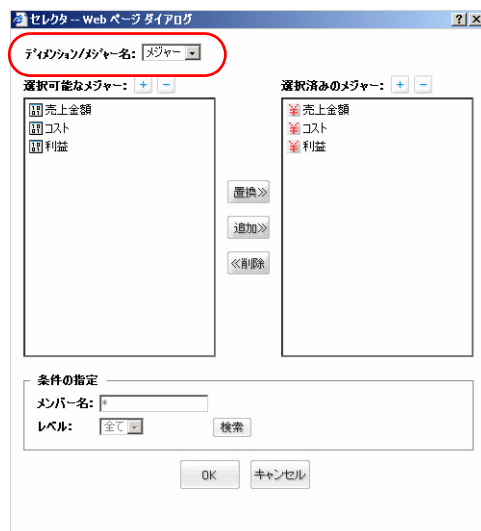 セレクタ -- Web ページ ダイアログ
ディメンション/メジャー名: メジャー
選択可能なメジャー: + -
選択済みのメジャー: + -
売上金額
コスト
利益
売上金額
コスト
利益
置換>>
追加>>
<<削除
条件の指定
メンバー名: *
レベル: 全て 検索
OK キャンセル